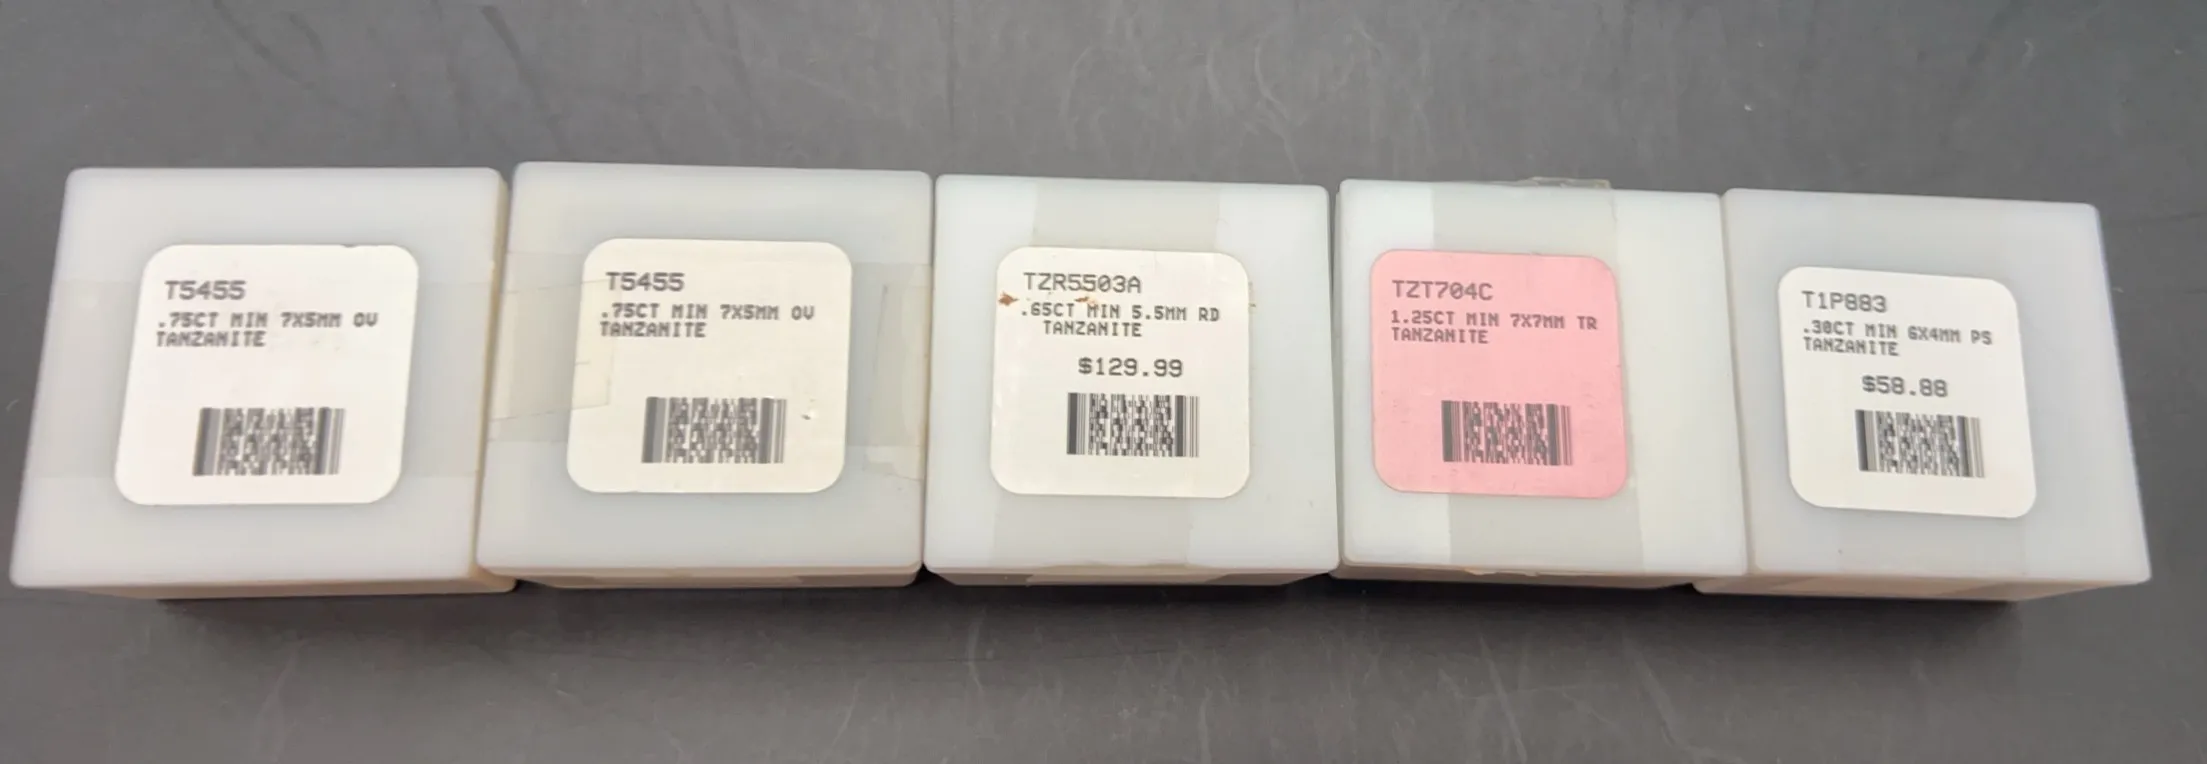 T5455
.75CT MIN 7X5MM OV
TANZANITE
T5455
.75CT MIN 7X5MM OV
TANZANITE
TZR5503A
.65CT MIN 5.5MM RD
TANZANITE
$129.99
TZT704C
1.25CT MIN 7X7MM TR
TANZANITE
T1P883
.30CT MIN 6X4MM PS
TANZANITE
$58.88